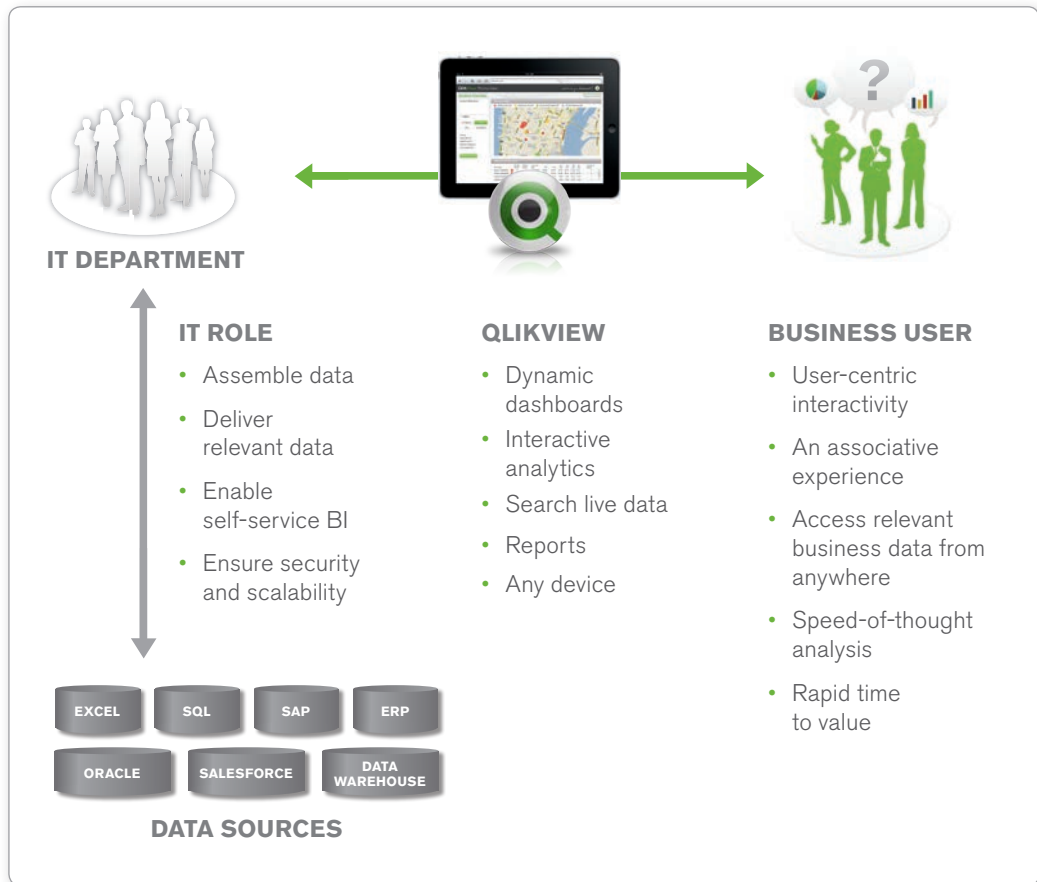 ?
IT DEPARTMENT
IT ROLE
• Assemble data
• Deliver
relevant data
• Enable
self-service BI
• Ensure security
and scalability
QLIKVIEW
• Dynamic
dashboards
• Interactive
analytics
• Search live data
• Reports
• Any device
BUSINESS USER
• User-centric
interactivity
• An associative
experience
• Access relevant
business data from
anywhere
• Speed-of-thought
analysis
• Rapid time
to value
EXCEL
SQL
SAP
ERP
ORACLE
SALESFORCE
DATA
WAREHOUSE
DATA SOURCES